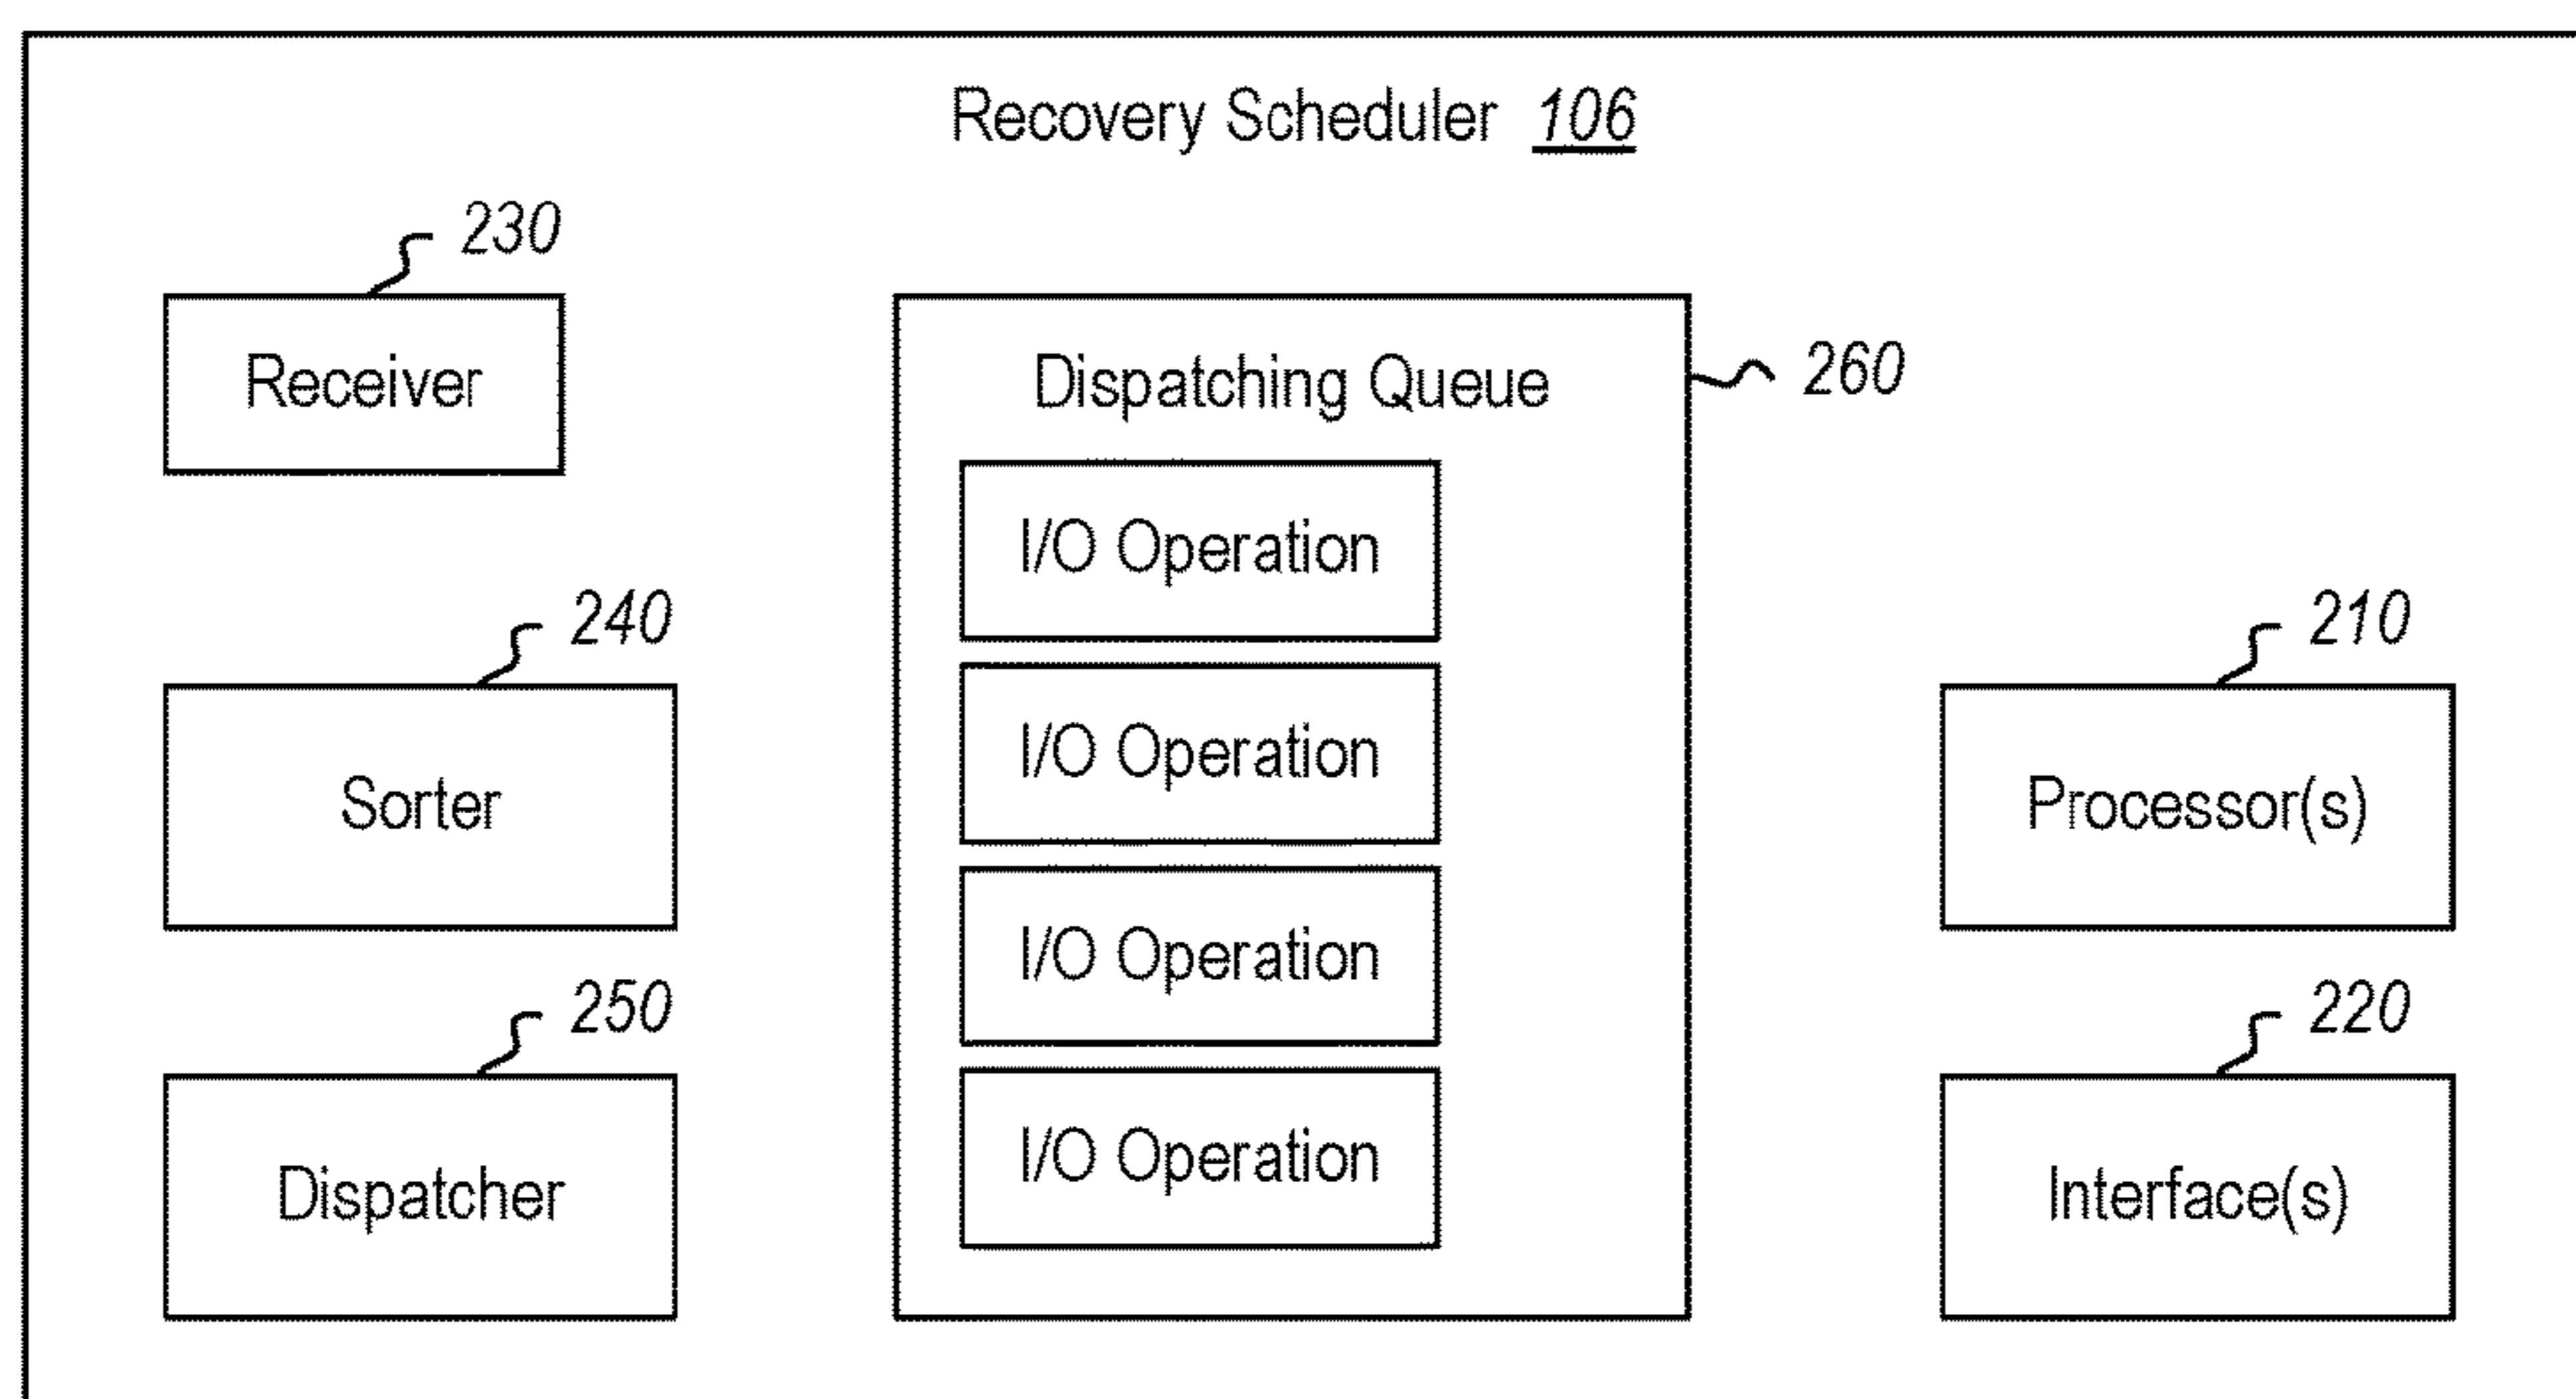 Recovery Scheduler 106
230
Receiver
240
Sorter
250
Dispatcher
260
Dispatching Queue
I/O Operation
I/O Operation
I/O Operation
I/O Operation
210
Processor(s)
220
Interface(s)